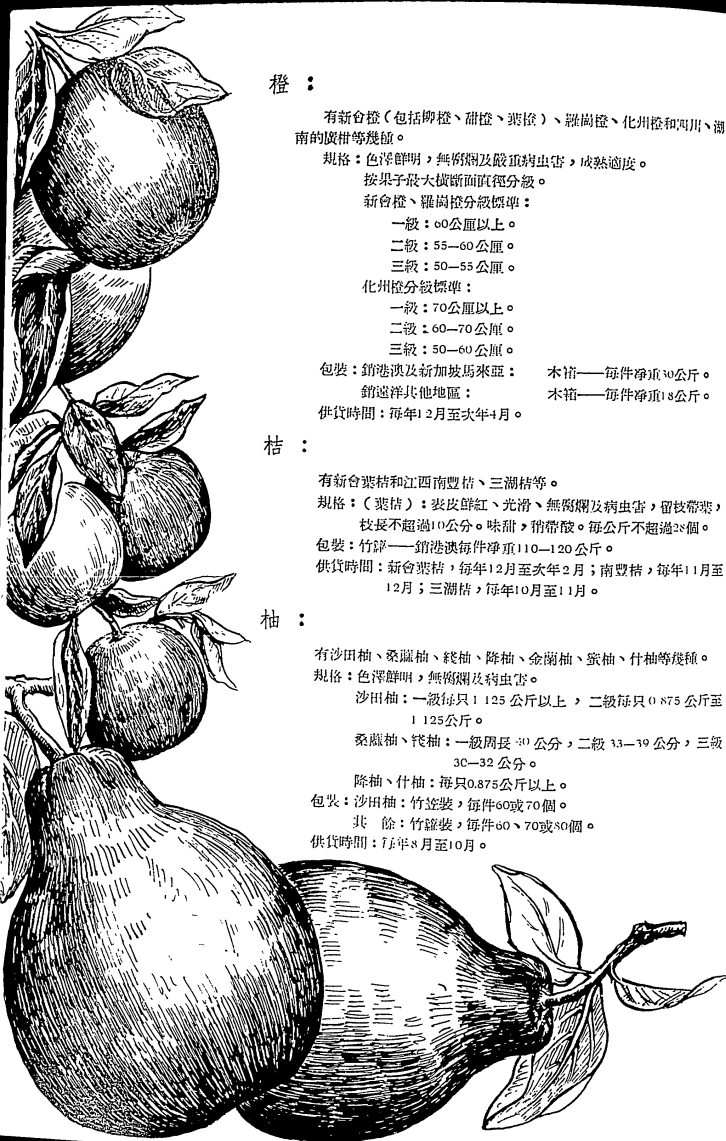 橙：
有新會橙（包括柳橙、甜橙、葉橙）、羅崗橙、化州橙和四川、湖
南的廣柑等幾種。
規格：色澤鮮明，無腐爛及嚴重病虫害，成熟適度。
按果子最大橫斷面直徑分級。
新會橙、羅崗橙分級標準：
一級：60公厘以上。
二級：55—60公厘。
三級：50—55公厘。
化州橙分級標準：
一級：70公厘以上。
二級：60—70公厘。
三級：50—60公厘。
包裝：銷港澳及新加坡馬來亞： 木箱——每件净重30公斤。
銷遠洋其他地區： 木箱——每件净重18公斤。
供貨時間：每年12月至次年4月。
桔：
有新會葉桔和江西南豐桔、三湖桔等。
規格：（葉桔）：表皮鮮紅、光滑、無腐爛及病虫害，留枝帶葉，
枝長不超過10公分。味甜，稍帶酸。每公斤不超過28個。
包裝：竹籮——銷港澳每件净重110—120公斤。
供貨時間：新會葉桔，每年12月至次年2月；南豐桔，每年11月至
12月；三湖桔，每年10月至11月。
柚：
有沙田柚、桑蔴柚、綫柚、降柚、金蘭柚、蜜柚、什柚等幾種。
規格：色澤鮮明，無腐爛及病虫害。
沙田柚：一級每只1 125公斤以上，二級每只0 875公斤至
1 125公斤。
桑蔴柚、綫柚：一級周長40公分，二級33—39公分，三級
30—32公分。
降柚、什柚：每只0.875公斤以上。
包裝：沙田柚：竹笠裝，每件60或70個。
其 餘：竹籮裝，每件60、70或80個。
供貨時間：每年8月至10月。